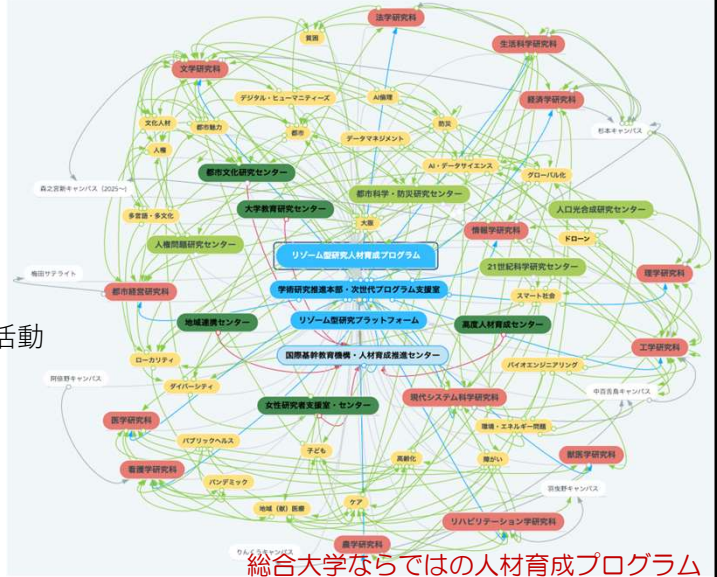 法学研究科
貧困
生活科学研究科
文学研究科
デジタル・ヒューマニティーズ
AI倫理
経済学研究科
文化人材
都市魅力
都市
データマネジメント
防災
杉本キャンパス
人権
都市文化研究センター
AI・データサイエンス
グローバル化
森之宮新キャンパス (2025〜)
都市科学・防災研究センター
大学教育研究センター
人口光合成研究センター
多言語・多文化
大阪
情報学研究科
ドローン
人権問題研究センター
リゾーム型研究人材育成プログラム
21世紀科学研究センター
梅田サテライト
理学研究科
都市経営研究科
学術研究推進本部・次世代プログラム支援室
スマート社会
地域連携センター
リゾーム型研究プラットフォーム
高度人材育成センター
活動
工学研究科
ローカリティ
国際基幹教育機構・人材育成推進センター
バイオエンジニアリング
阿倍野キャンパス
ダイバーシティ
中百舌鳥キャンパス
現代システム科学研究科
女性研究者支援室・センター
医学研究科
環境・エネルギー問題
パブリックヘルス
子ども
高齢化
障がい
獣医学研究科
看護学研究科
パンデミック
羽曳野キャンパス
ケア
地域（獣）医療
リハビリテーション学研究科
農学研究科
りんくうキャンパス
総合大学ならではの人材育成プログラム